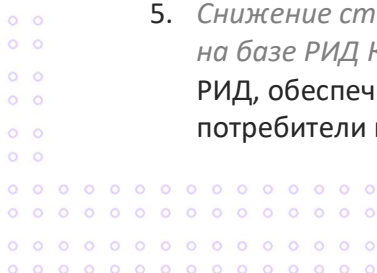 5. Снижение ст
на базе РИД К
РИД, обеспеч
потребители